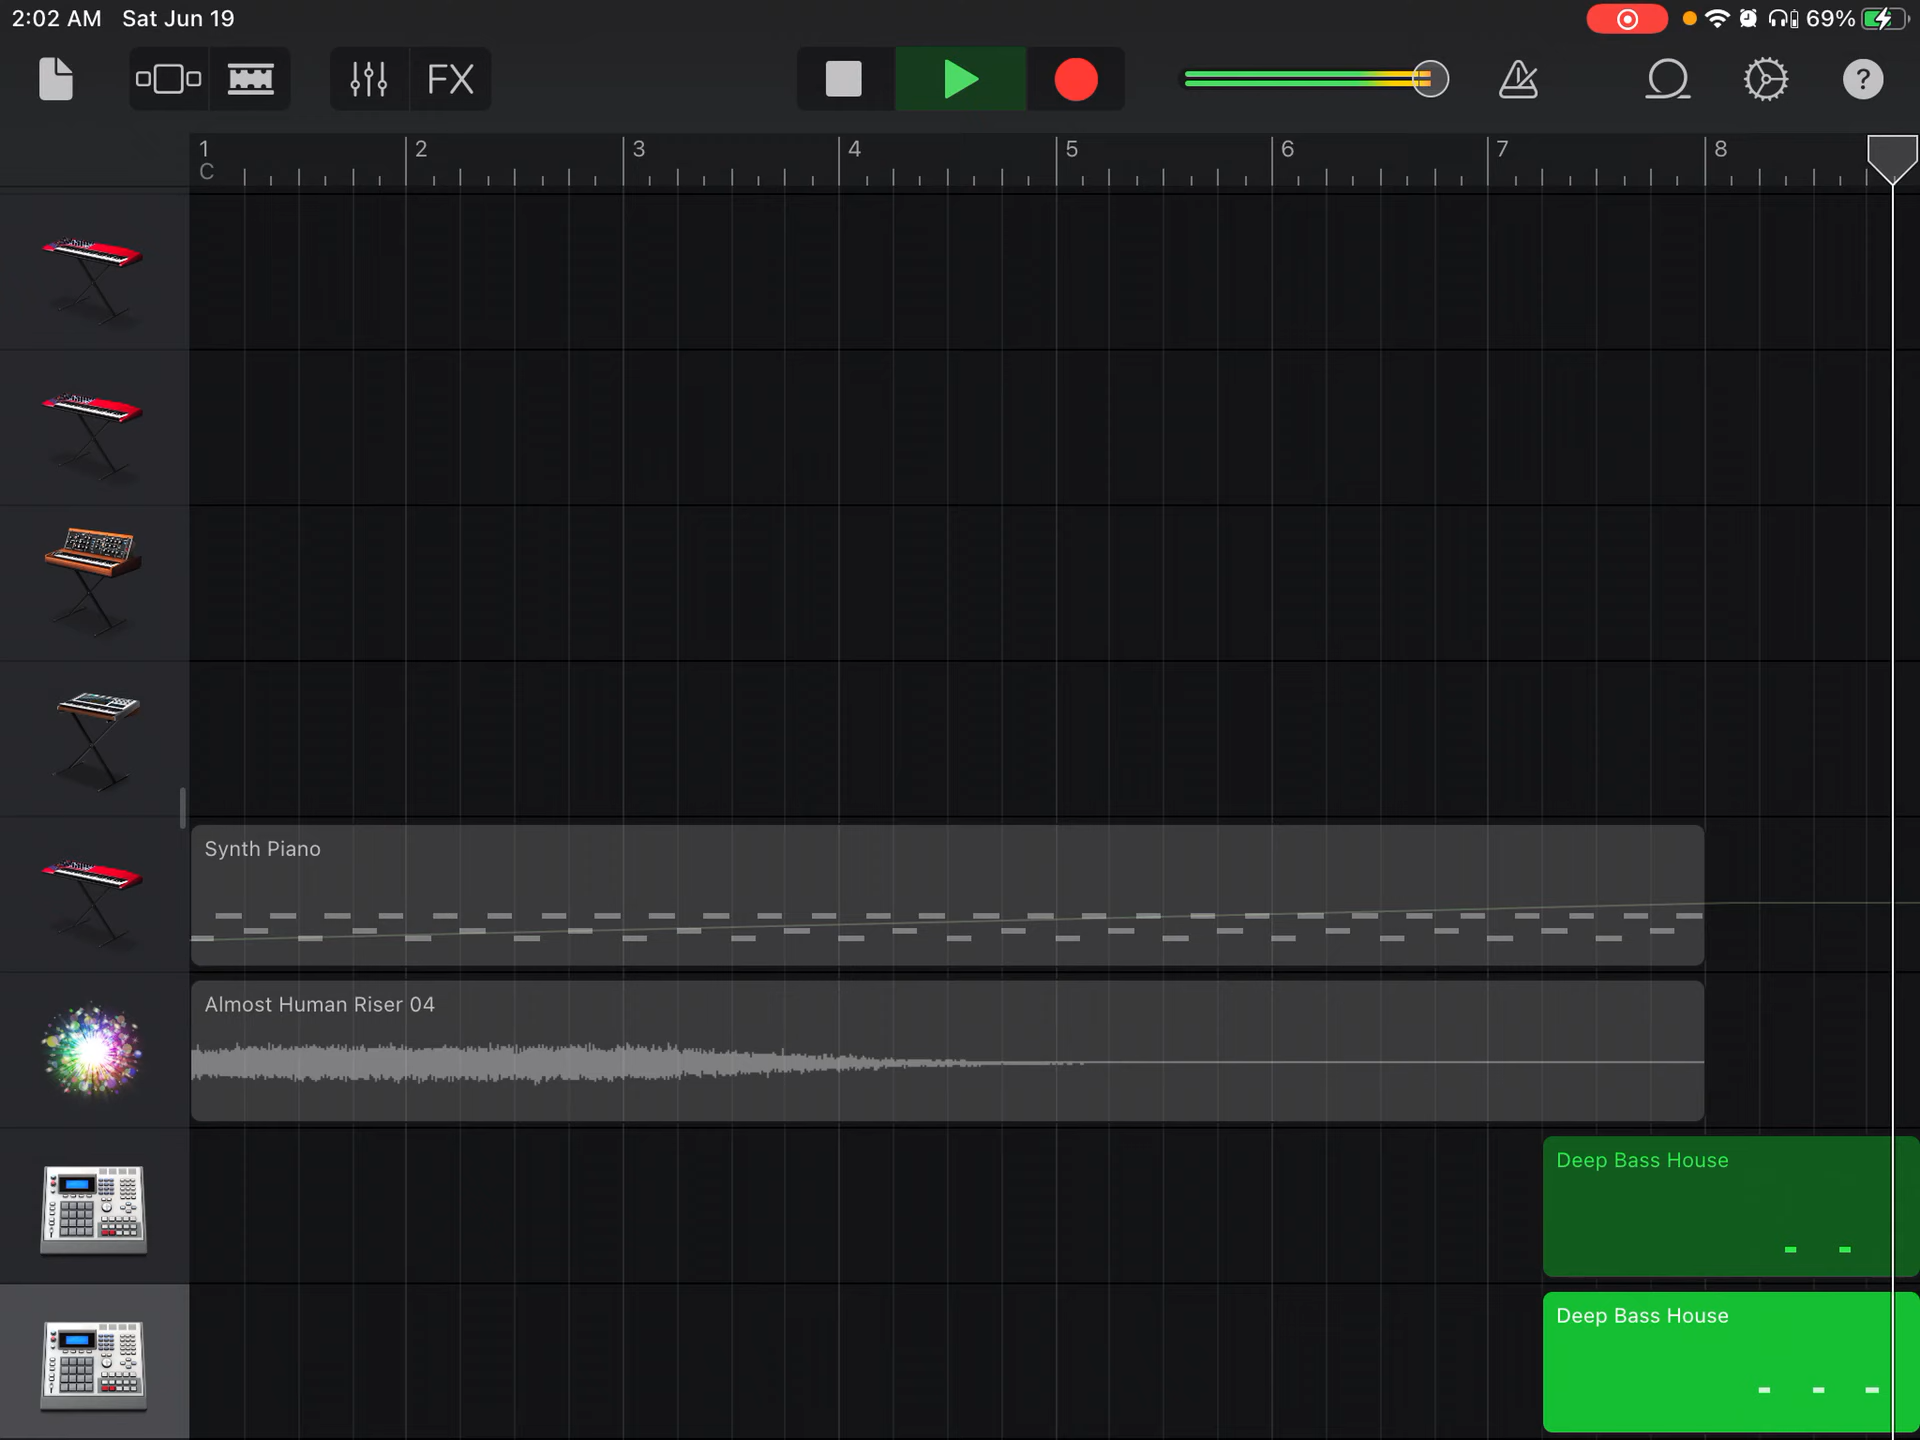 2:02 AM Sat Jun 19 69%
FX ?
1 2 3 4 5 6 7 8
C
Synth Piano
Almost Human Riser 04
Deep Bass House
Deep Bass House